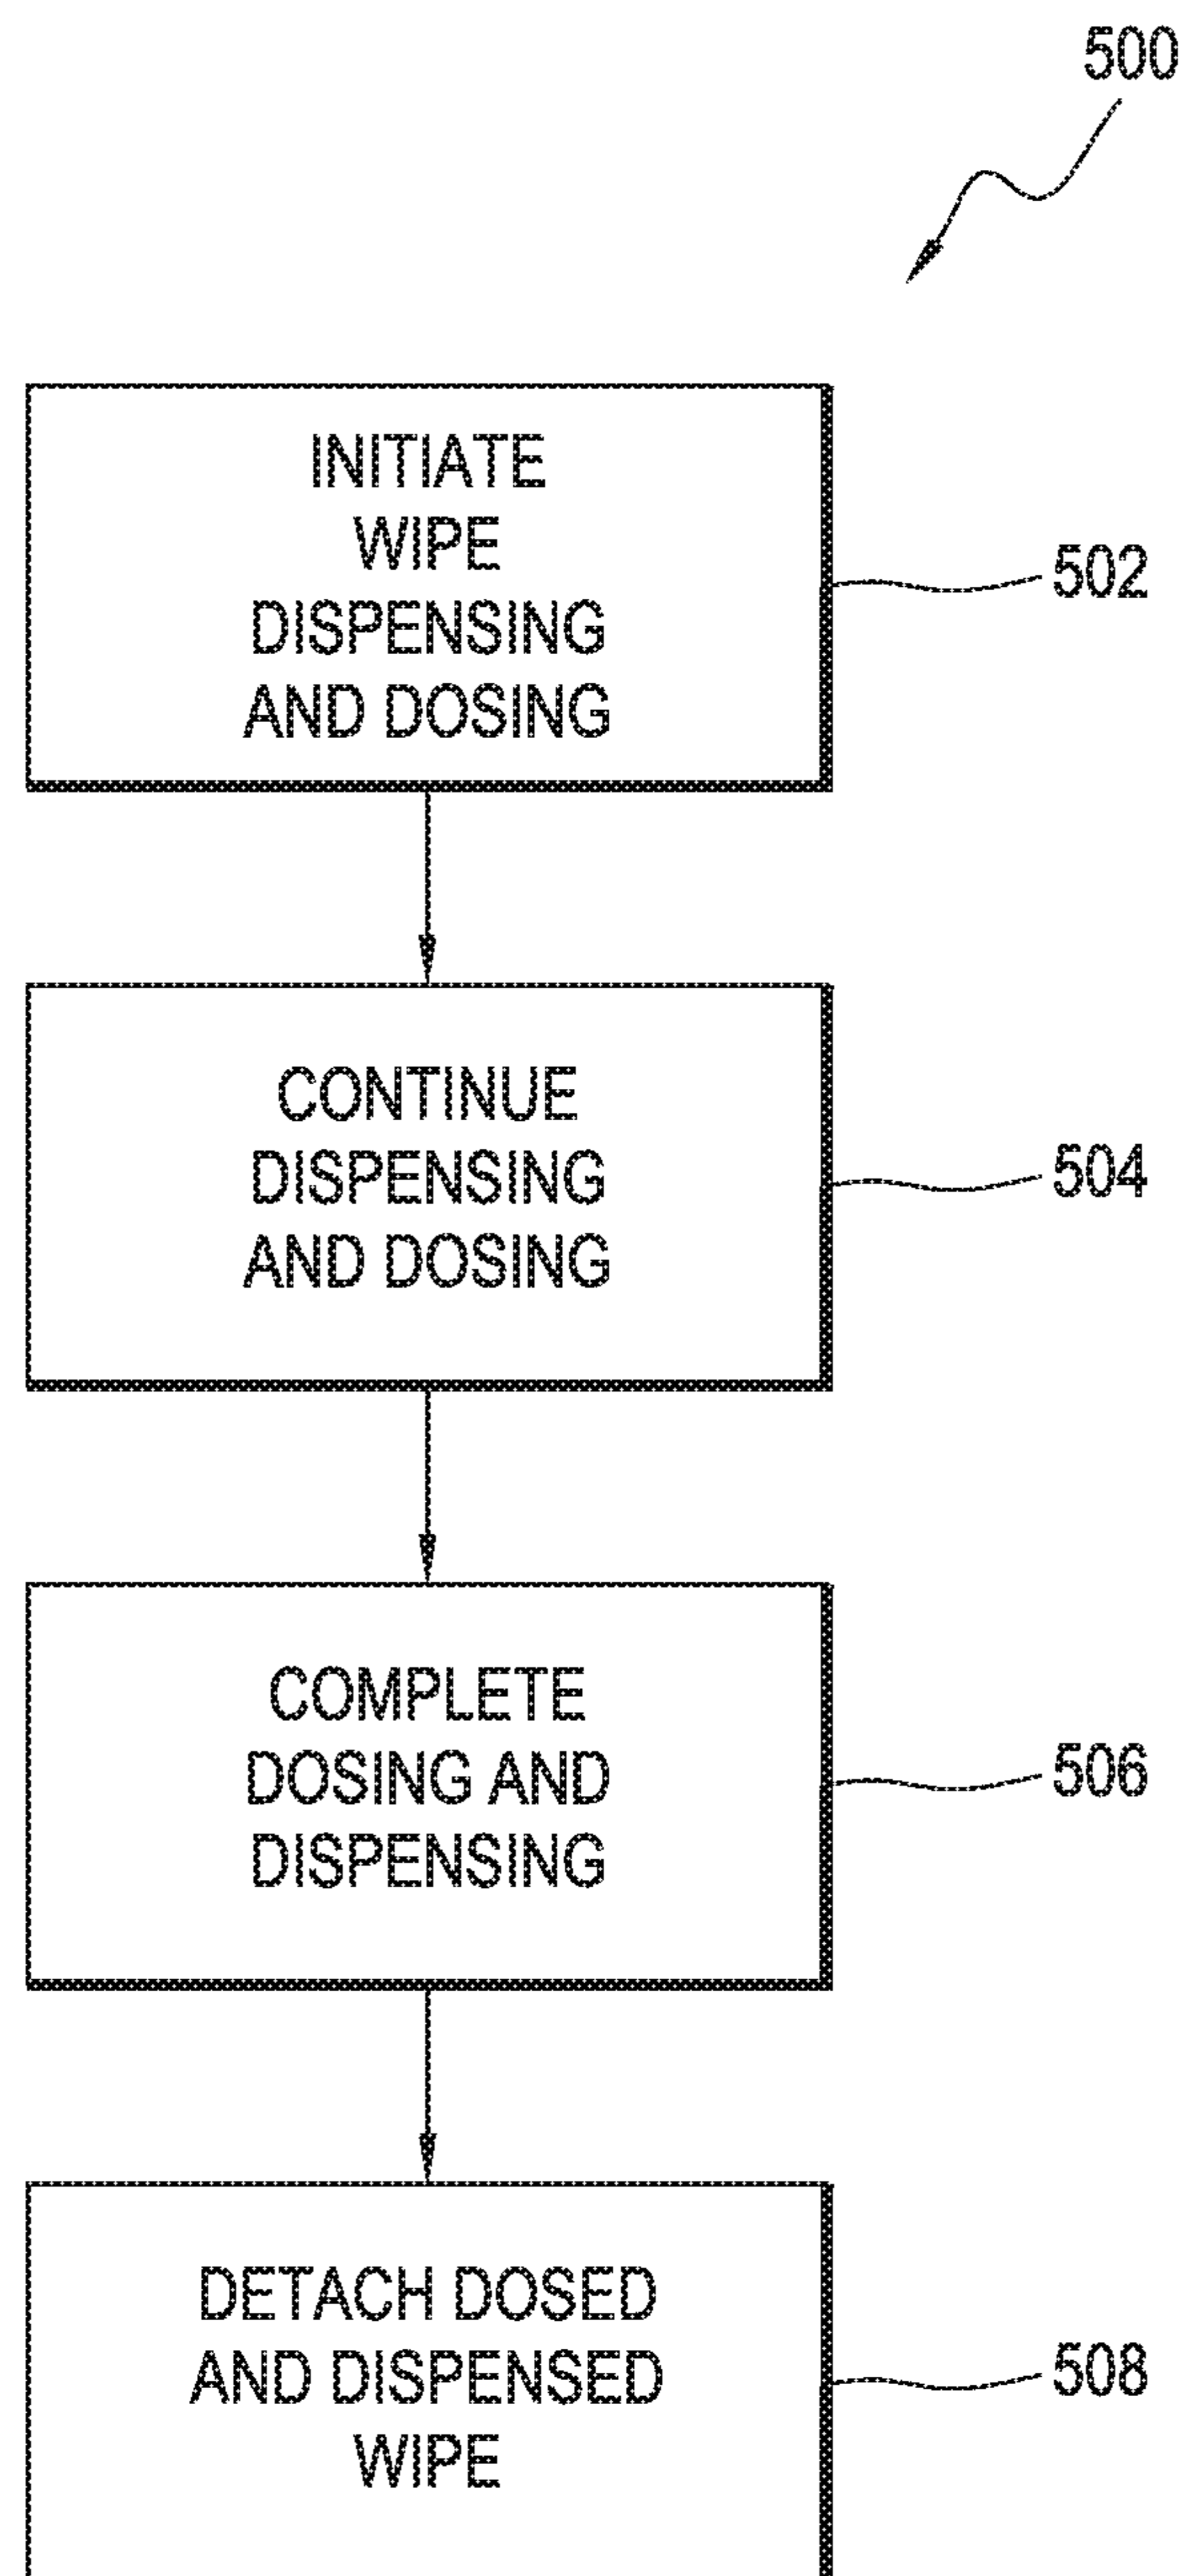 500
INITIATE
WIPE
DISPENSING
AND DOSING
502
CONTINUE
DISPENSING
AND DOSING
504
COMPLETE
DOSING AND
DISPENSING
506
DETACH DOSED
AND DISPENSED
WIPE
508